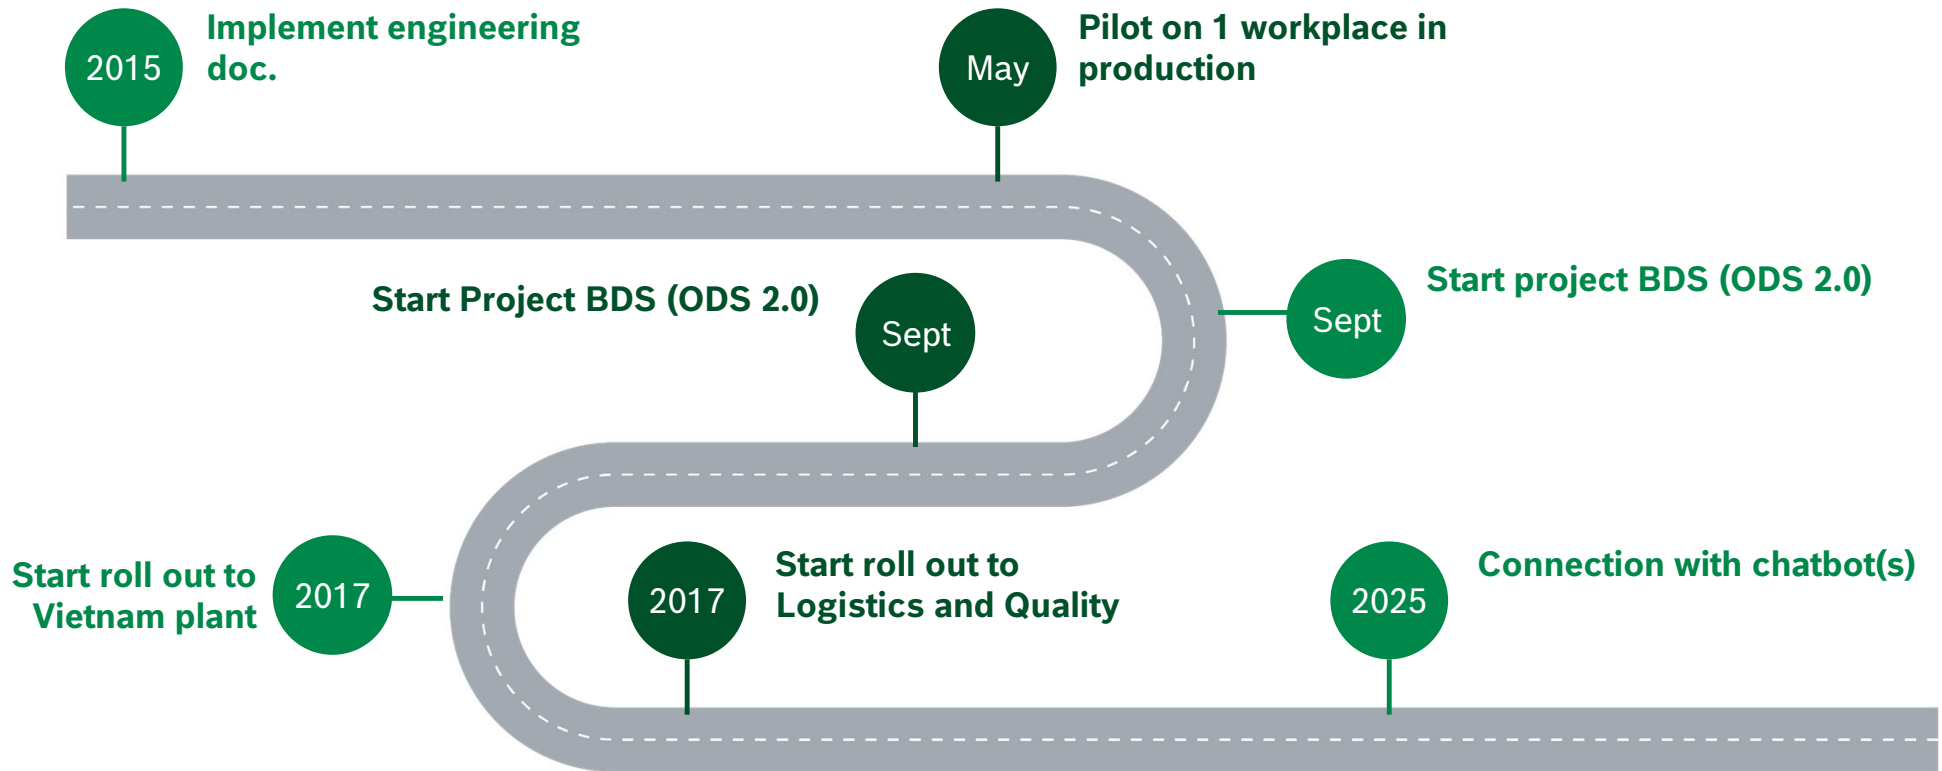 2015
Implement engineering
doc.
May
Pilot on 1 workplace in
production
Sept
Start project BDS (ODS 2.0)
Start Project BDS (ODS 2.0)
Sept
Start roll out to
Vietnam plant
2017
2017
Start roll out to
Logistics and Quality
2025
Connection with chatbot(s)